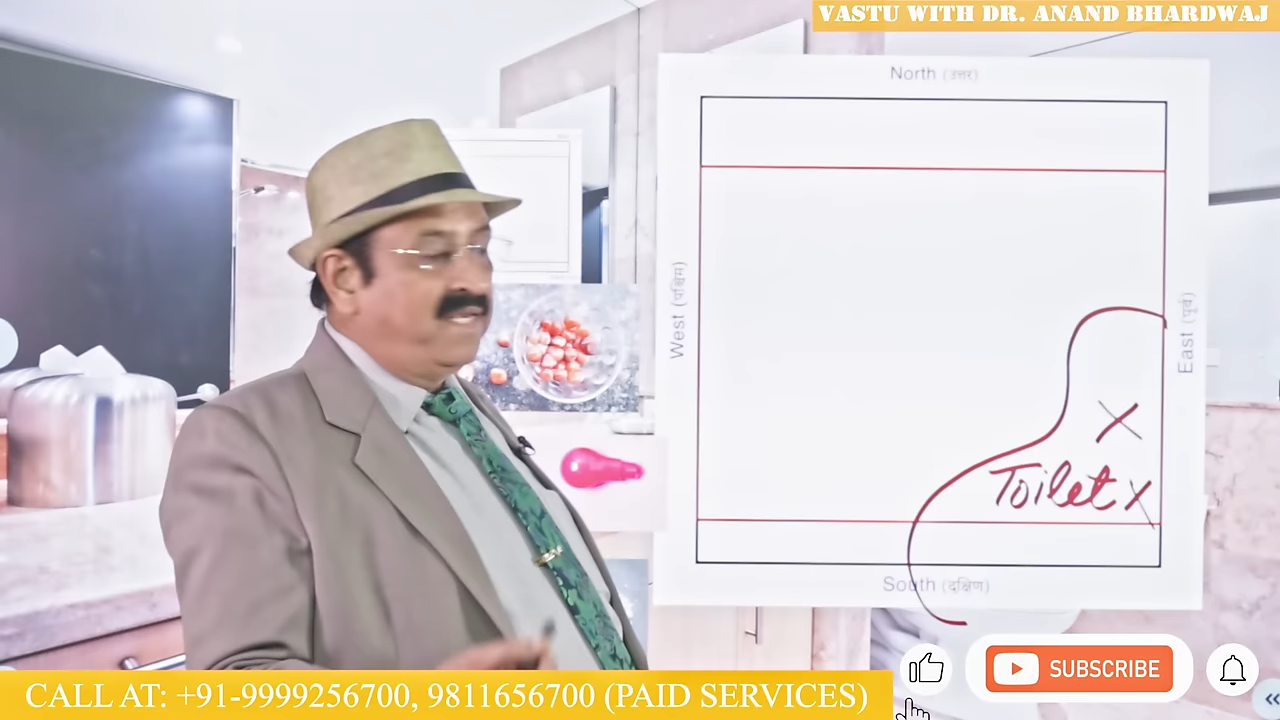 VASTU WITH DR. ANAND BHARDWAJ
North (उत्तर)
West (पश्चिम)
East (पूर्व)
X
Toilet X
South (दक्षिण)
SUBSCRIBE
CALL AT: +91-9999256700, 9811656700 (PAID SERVICES)